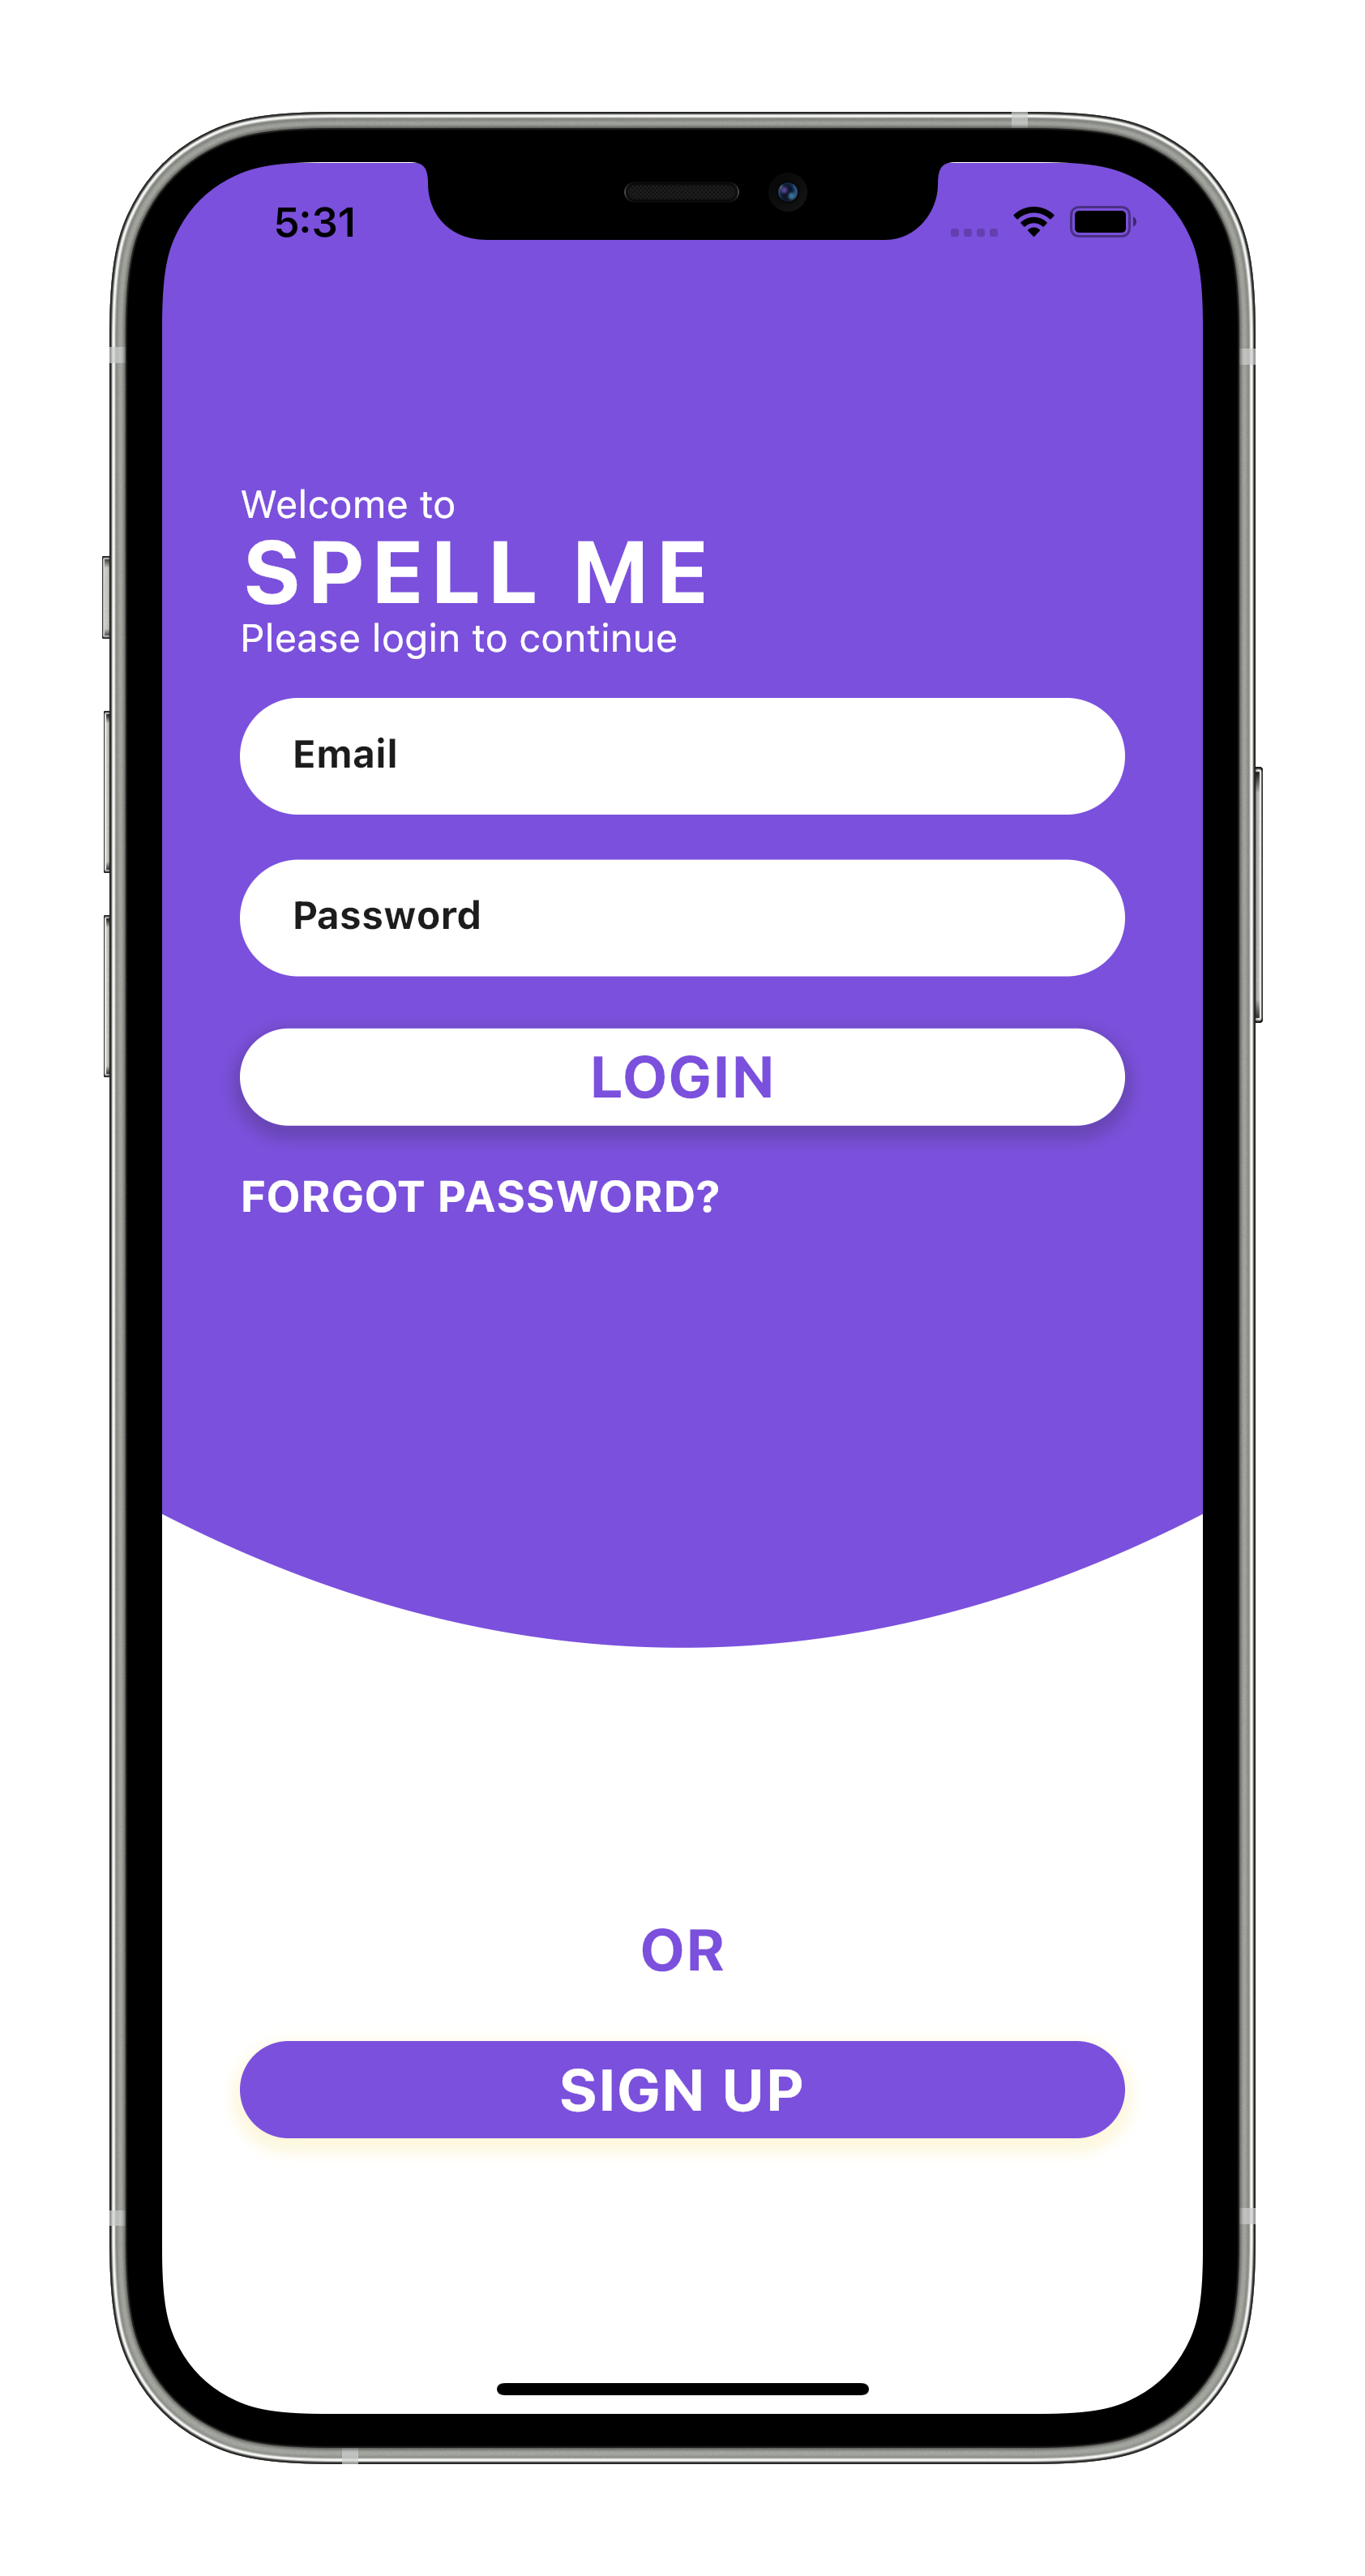 5:31
Welcome to
SPELL ME
Please login to continue
Email
Password
LOGIN
FORGOT PASSWORD?
OR
SIGN UP